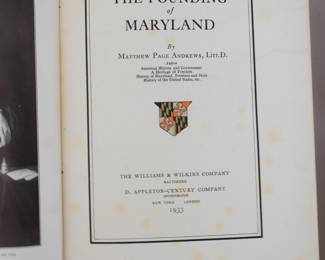 THE FOUNDING
of
MARYLAND
By
MATTHEW PAGE ANDREWS, LITT.D.
Author
American History and Government
A Heritage of Freedom
History of Maryland, Province and State
History of the United States, etc.
THE WILLIAMS & WILKINS COMPANY
BALTIMORE
D. APPLETON-CENTURY COMPANY
INCORPORATED
NEW YORK LONDON
1933